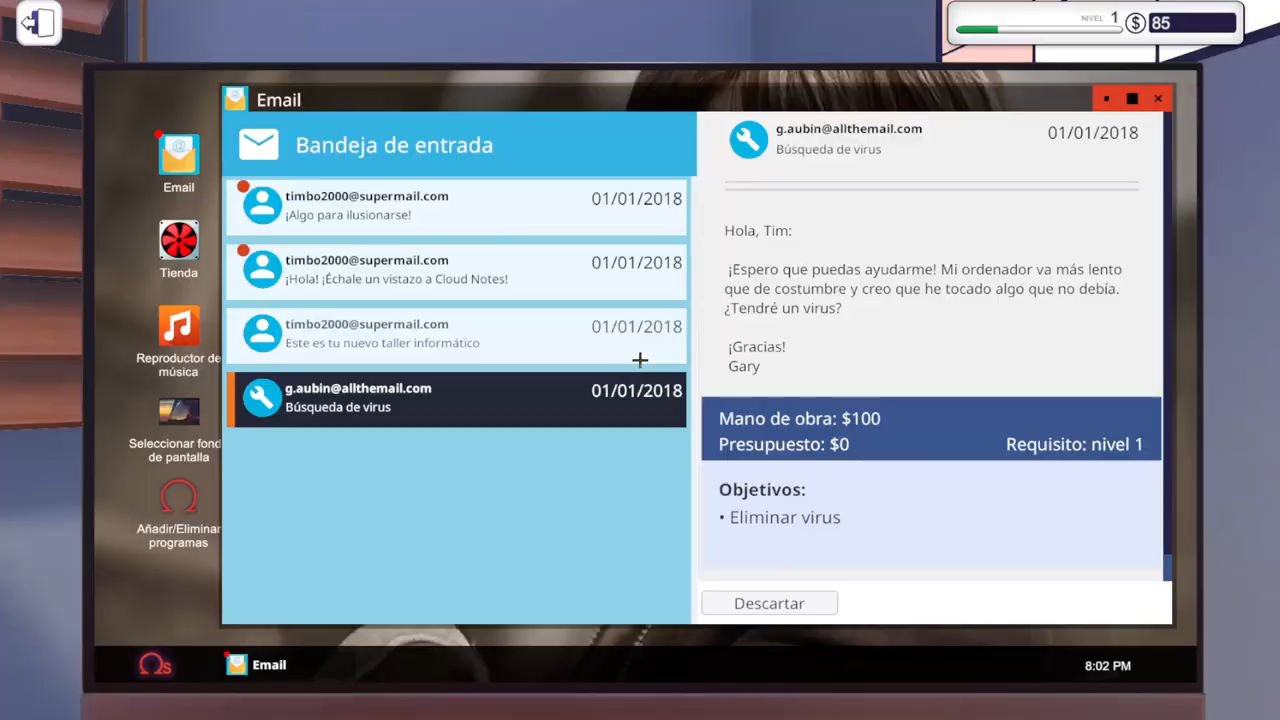 NIVEL 1 $ 85
Email
Bandeja de entrada
timbo2000@supermail.com 01/01/2018
¡Algo para ilusionarse!
timbo2000@supermail.com 01/01/2018
¡Hola! ¡Échale un vistazo a Cloud Notes!
timbo2000@supermail.com 01/01/2018
Este es tu nuevo taller informático
g.aubin@allthemail.com 01/01/2018
Búsqueda de virus
g.aubin@allthemail.com 01/01/2018
Búsqueda de virus
Hola, Tim:
¡Espero que puedas ayudarme! Mi ordenador va más lento
que de costumbre y creo que he tocado algo que no debía.
¿Tendré un virus?
¡Gracias!
Gary
Mano de obra: $100
Presupuesto: $0 Requisito: nivel 1
Objetivos:
• Eliminar virus
Descartar
Email
Tienda
Reproductor de
música
Seleccionar fond
de pantalla
Añadir/Eliminar
programas
Ωs Email 8:02 PM